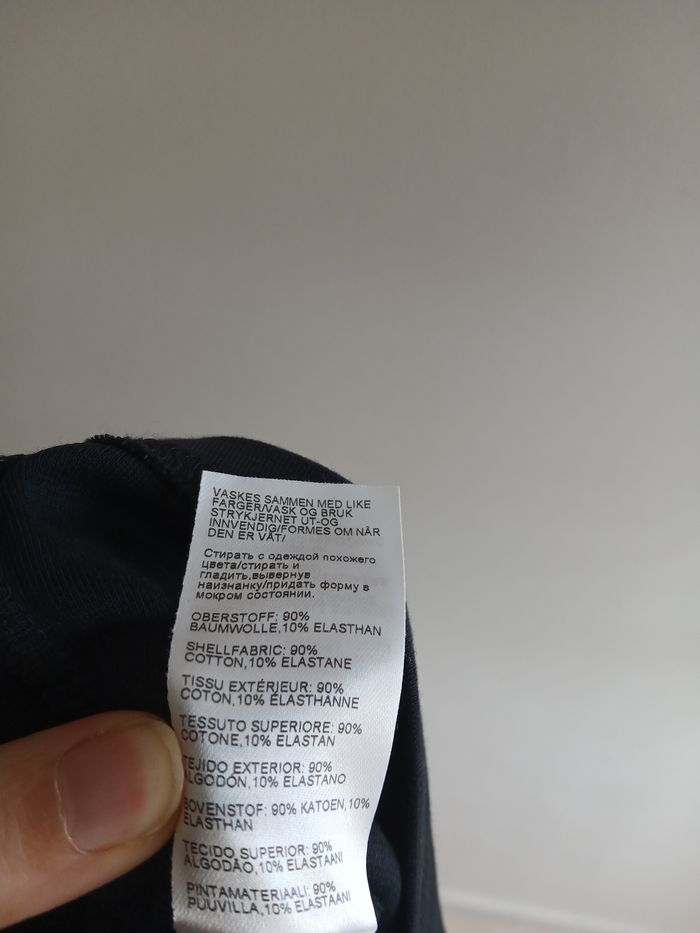 VASKES SAMMEN MED LIKE
FARGER/VASK OG BRUK
STRYKJERNET UT-OG
INNVENDIG/FORMES OM NÅR
DEN ER VÅT/
Стирать с одеждой похожего
цвета/стирать и
гладить,вывернув
наизнанку/придать форму в
мокром состоянии.
OBERSTOFF: 90%
BAUMWOLLE,10% ELASTHAN
SHELLFABRIC: 90%
COTTON,10% ELASTANE
TISSU EXTÉRIEUR: 90%
COTON,10% ÉLASTHANNE
TESSUTO SUPERIORE: 90%
COTONE,10% ELASTAN
TEJIDO EXTERIOR: 90%
ALGODÓN,10% ELASTANO
BOVENSTOF: 90% KATOEN,10%
ELASTHAN
TECIDO SUPERIOR: 90%
ALGODÃO,10% ELASTAANI
PINTAMATERIAALI: 90%
PUUVILLA,10% ELASTAANI